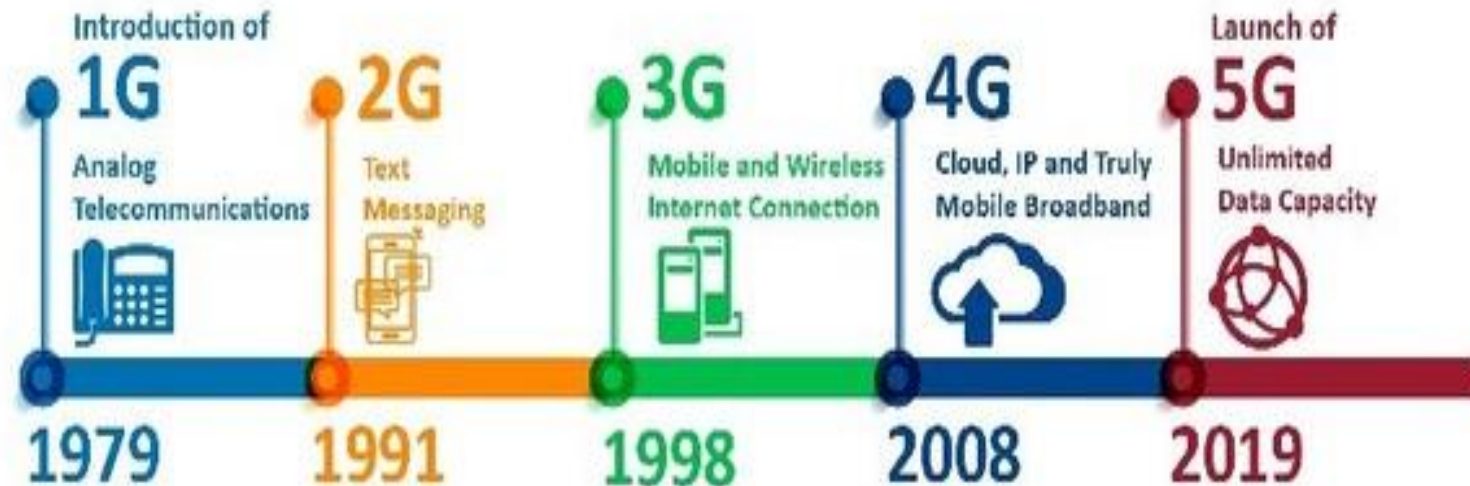 Introduction of
1G
Analog
Telecommunications
1979
2G
Text
Messaging
1991
3G
Mobile and Wireless
Internet Connection
1998
4G
Cloud, IP and Truly
Mobile Broadband
2008
Launch of
5G
Unlimited
Data Capacity
2019